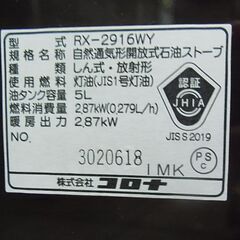 型式 RX-2916WY
規格名称 自然通気形開放式石油ストーブ
種類 しん式・放射形
使用燃料 灯油(JIS1号灯油)
油タンク容量 5L
燃料消費量 2.87kW(0.279L/h)
暖房出力 2.87kW
NO.
3020618
1MK
認証
JHIA
JISS2019
PS
C
株式会社 コロナ